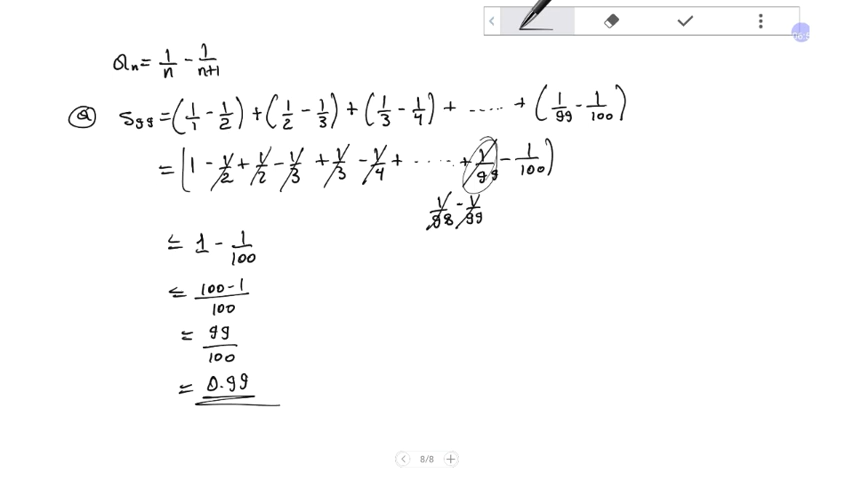 aₙ = 1/n - 1/(n+1)
ⓐ S₉₉ = (1/1 - 1/2) + (1/2 - 1/3) + (1/3 - 1/4) + ..... + (1/99 - 1/100)
= (1 - 1/2 + 1/2 - 1/3 + 1/3 - 1/4 + ..... + 1/99 - 1/100)
1/98 - 1/99
= 1 - 1/100
= (100-1)/100
= 99/100
= 0.99
8/8